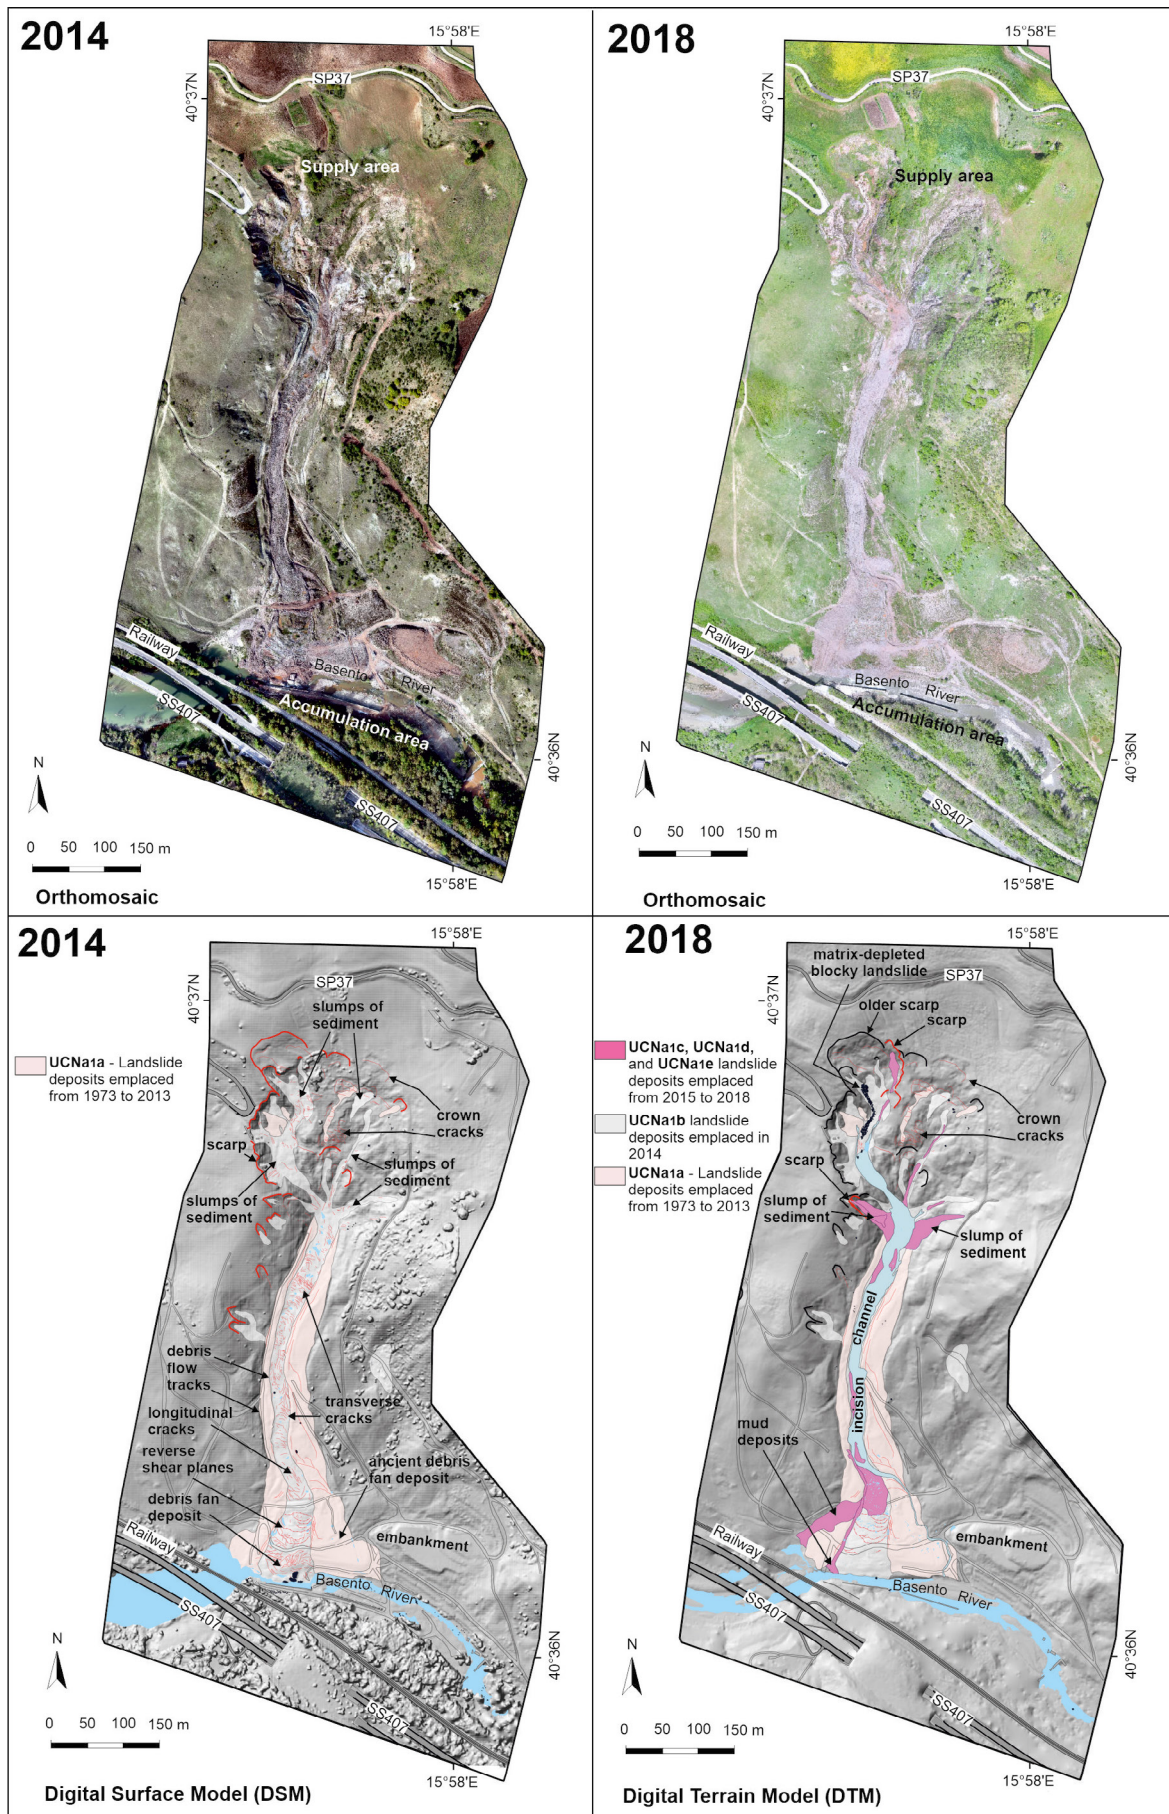 2014
15°58'E
40°37'N
SP37
Supply area
Railway
Basento River
SS407
Accumulation area
40°36'N
N
SS407
0 50 100 150 m
15°58'E
Orthomosaic
2018
15°58'E
40°37'N
SP37
Supply area
Railway
Basento River
SS407
Accumulation area
40°36'N
N
SS407
0 50 100 150 m
15°58'E
Orthomosaic
2014
15°58'E
40°37'N
SP37
slumps of
sediment
UCNa1a - Landslide
deposits emplaced
from 1973 to 2013
crown
cracks
scarp
slumps of
sediment
slumps of
sediment
debris
flow
tracks
transverse
cracks
longitudinal
cracks
reverse
shear planes
ancient debris
fan deposit
debris fan
deposit
embankment
Railway
Basento River
SS407
40°36'N
N
SS407
0 50 100 150 m
15°58'E
Digital Surface Model (DSM)
2018
15°58'E
matrix-depleted
blocky landslide
SP37
40°37'N
older scarp
scarp
UCNa1c, UCNa1d,
and UCNa1e landslide
deposits emplaced
from 2015 to 2018
UCNa1b landslide
deposits emplaced in
2014
UCNa1a - Landslide
deposits emplaced
from 1973 to 2013
crown
cracks
scarp
slump of
sediment
slump of
sediment
incision channel
mud
deposits
embankment
Railway
Basento River
SS407
40°36'N
N
SS407
0 50 100 150 m
15°58'E
Digital Terrain Model (DTM)